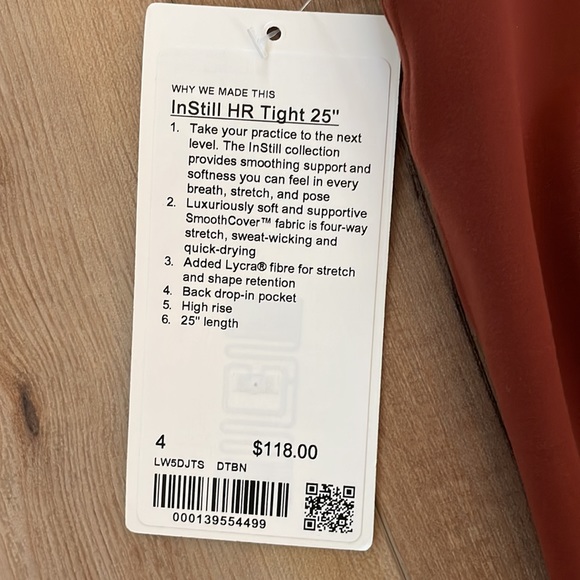 WHY WE MADE THIS
InStill HR Tight 25"
1. Take your practice to the next
level. The InStill collection
provides smoothing support and
softness you can feel in every
breath, stretch, and pose
2. Luxuriously soft and supportive
SmoothCover™ fabric is four-way
stretch, sweat-wicking and
quick-drying
3. Added Lycra® fibre for stretch
and shape retention
4. Back drop-in pocket
5. High rise
6. 25" length
4 $118.00
LW5DJTS DTBN
000139554499